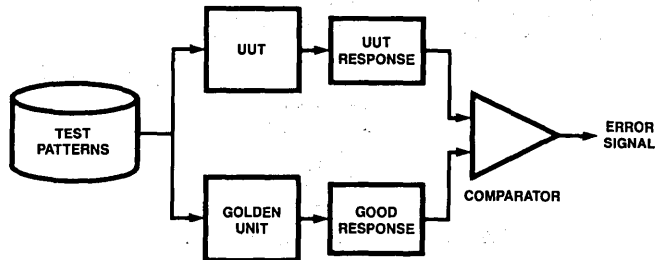 UUT
UUT
RESPONSE
TEST
PATTERNS
ERROR
SIGNAL
COMPARATOR
GOLDEN
UNIT
GOOD
RESPONSE